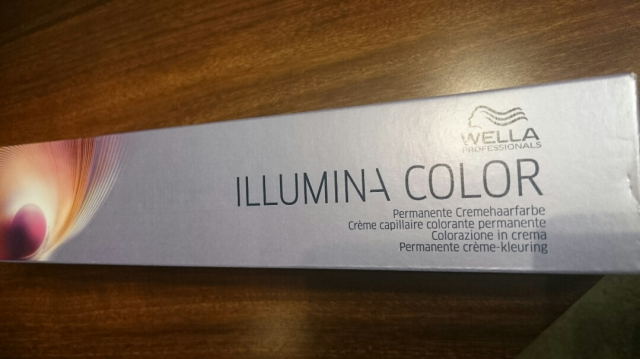 WELLA
PROFESSIONALS
ILLUMINA COLOR
Permanente Cremehaarfarbe
Crème capillaire colorante permanente
Colorazione in crema
Permanente crème-kleuring